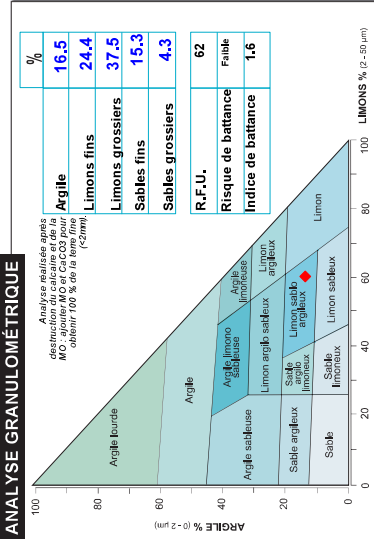 ANALYSE GRANULOMÉTRIQUE
Analyse réalisée après
destruction du calcaire et de la
MO : ajouter MO et CaCO3 pour
obtenir 100 % de la terre fine
(<2mm).
%
Argile 16.5
Limons fins 24.4
Limons grossiers 37.5
Sables fins 15.3
Sables grossiers 4.3
R.F.U. 62
Risque de battance Faible
Indice de battance 1.6
ARGILE % (0 - 2 µm)
100
80
60
40
20
0
Argile lourde
Argile
Argile
limoneuse
Argile limono
sableuse
Argile sableuse
Limon argilo sableux
Limon
argileux
Limon sablo
argileux
Sable
argilo
limoneux
Sable argileux
Limon
Limon sableux
Sable
limoneux
Sable
0
20
40
60
80
100
LIMONS % (2 - 50 µm)